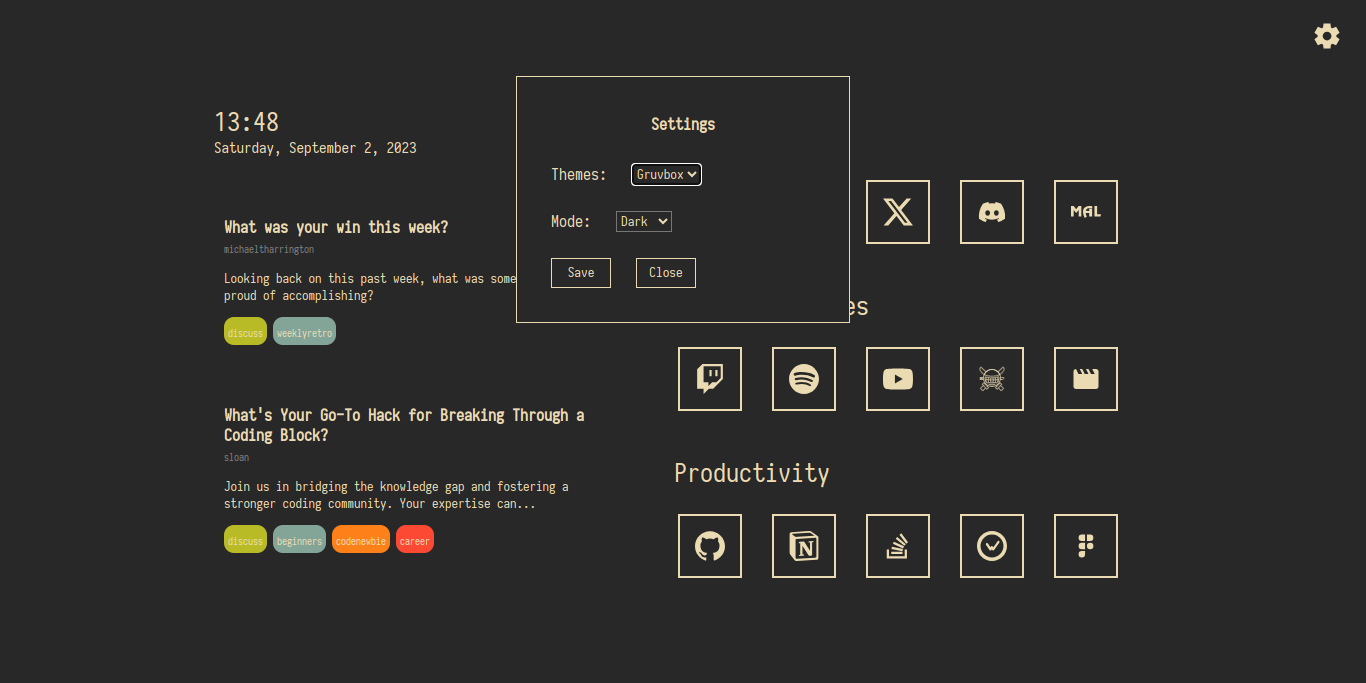 13:48
Saturday, September 2, 2023
What was your win this week?
michaeltharrington
Looking back on this past week, what was some
proud of accomplishing?
discuss weeklyretro
What's Your Go-To Hack for Breaking Through a
Coding Block?
sloan
Join us in bridging the knowledge gap and fostering a
stronger coding community. Your expertise can...
discuss beginners codenewbie career
Settings
Themes: Gruvbox
Mode: Dark
Save Close
MAL
es
Productivity
N